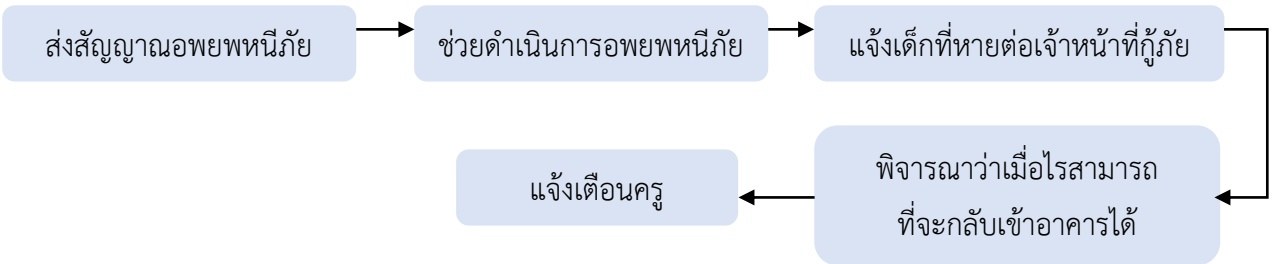 ส่งสัญญาณอพยพหนีภัย
ช่วยดำเนินการอพยพหนีภัย
แจ้งเด็กที่หายต่อเจ้าหน้าที่กู้ภัย
พิจารณาว่าเมื่อไรสามารถ
ที่จะกลับเข้าอาคารได้
แจ้งเตือนครู